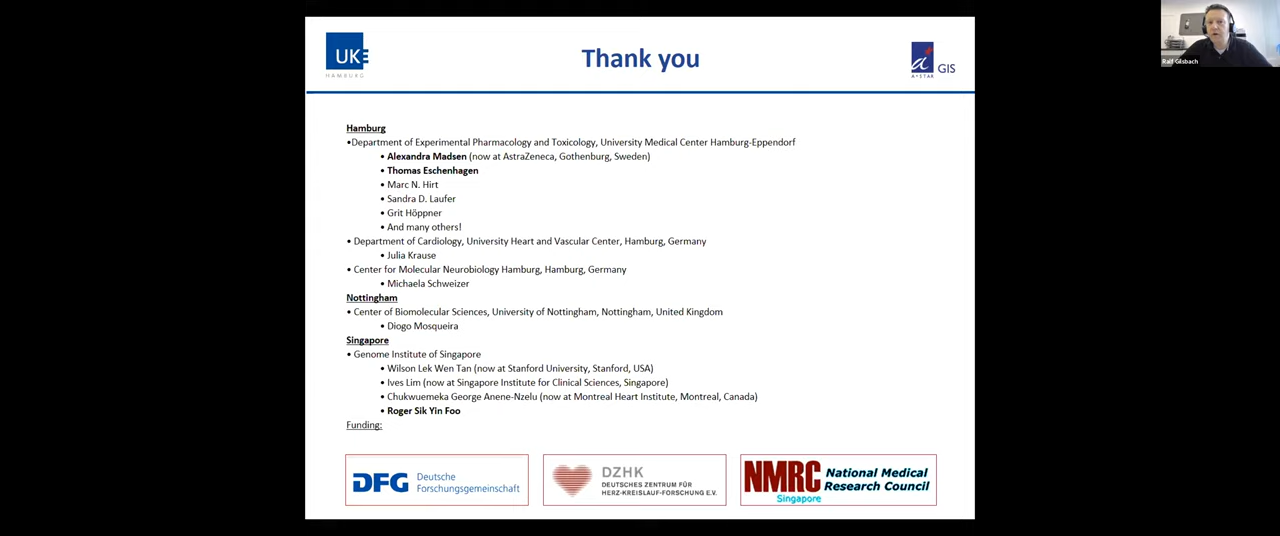 UKE
HAMBURG
Thank you
A*STAR
GIS
Ralf Gilsbach
Hamburg
•Department of Experimental Pharmacology and Toxicology, University Medical Center Hamburg-Eppendorf
• Alexandra Madsen (now at AstraZeneca, Gothenburg, Sweden)
• Thomas Eschenhagen
• Marc N. Hirt
• Sandra D. Laufer
• Grit Höppner
• And many others!
• Department of Cardiology, University Heart and Vascular Center, Hamburg, Germany
• Julia Krause
• Center for Molecular Neurobiology Hamburg, Hamburg, Germany
• Michaela Schweizer
Nottingham
• Center of Biomolecular Sciences, University of Nottingham, Nottingham, United Kingdom
• Diogo Mosqueira
Singapore
• Genome Institute of Singapore
• Wilson Lek Wen Tan (now at Stanford University, Stanford, USA)
• Ives Lim (now at Singapore Institute for Clinical Sciences, Singapore)
• Chukwuemeka George Anene-Nzelu (now at Montreal Heart Institute, Montreal, Canada)
• Roger Sik Yin Foo
Funding:
DFG Deutsche
Forschungsgemeinschaft
DZHK
DEUTSCHES ZENTRUM FÜR
HERZ-KREISLAUF-FORSCHUNG E.V.
NMRC National Medical
Research Council
Singapore